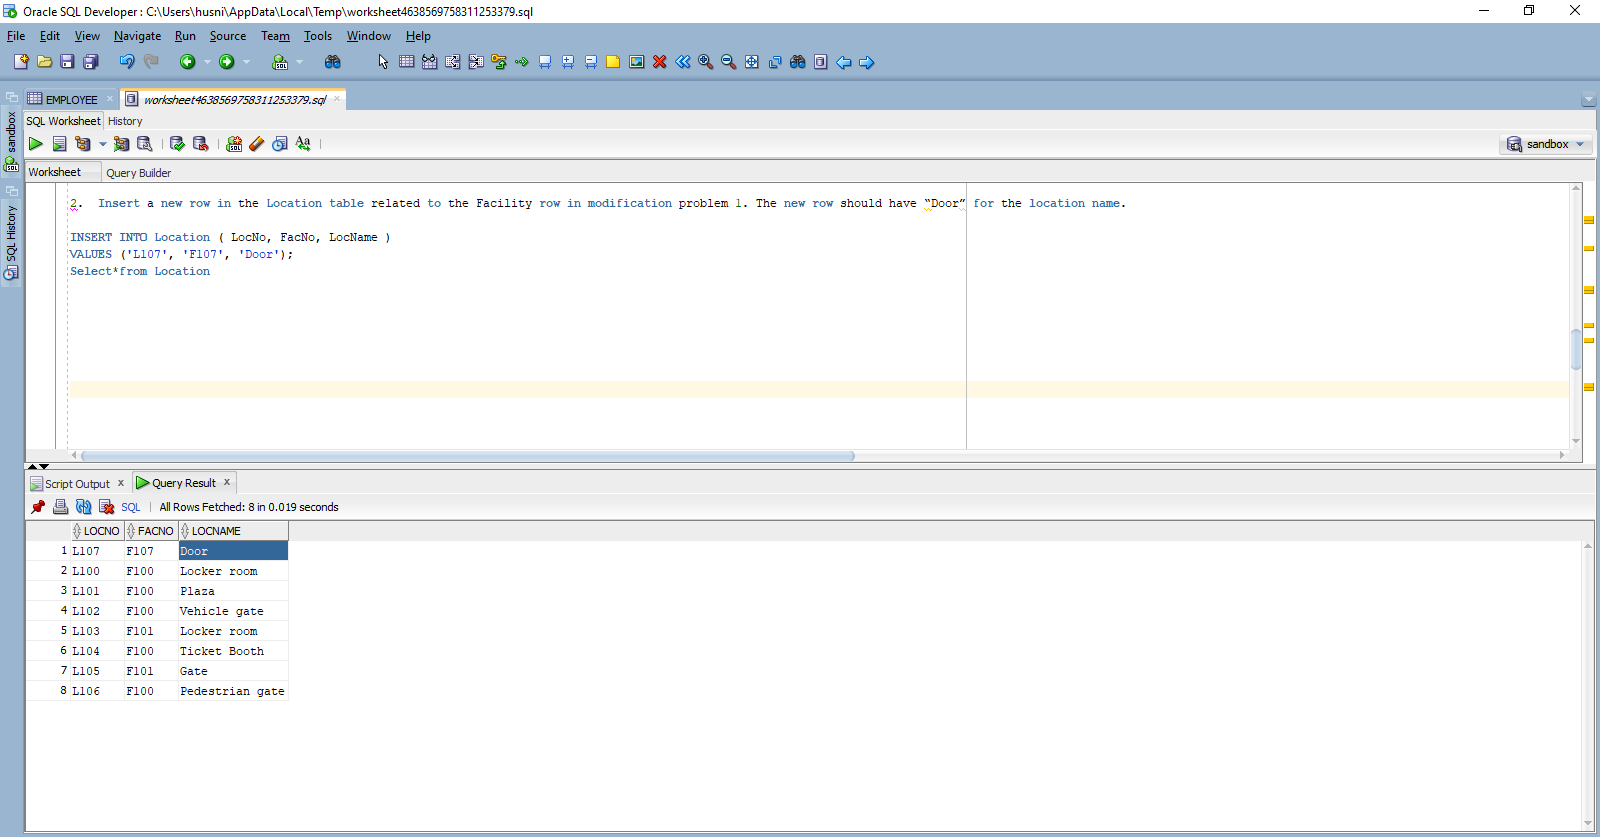 Oracle SQL Developer : C:\Users\husni\AppData\Local\Temp\worksheet4638569758311253379.sql
File Edit View Navigate Run Source Team Tools Window Help
sandbox
SQL History
EMPLOYEE
worksheet4638569758311253379.sql
SQL Worksheet History
sandbox
Worksheet Query Builder
2. Insert a new row in the Location table related to the Facility row in modification problem 1. The new row should have “Door” for the location name.
INSERT INTO Location ( LocNo, FacNo, LocName )
VALUES ('L107', 'F107', 'Door');
Select*from Location
Script Output x Query Result x
SQL | All Rows Fetched: 8 in 0.019 seconds
LOCNO FACNO LOCNAME
1 L107 F107 Door
2 L100 F100 Locker room
3 L101 F100 Plaza
4 L102 F100 Vehicle gate
5 L103 F101 Locker room
6 L104 F100 Ticket Booth
7 L105 F101 Gate
8 L106 F100 Pedestrian gate